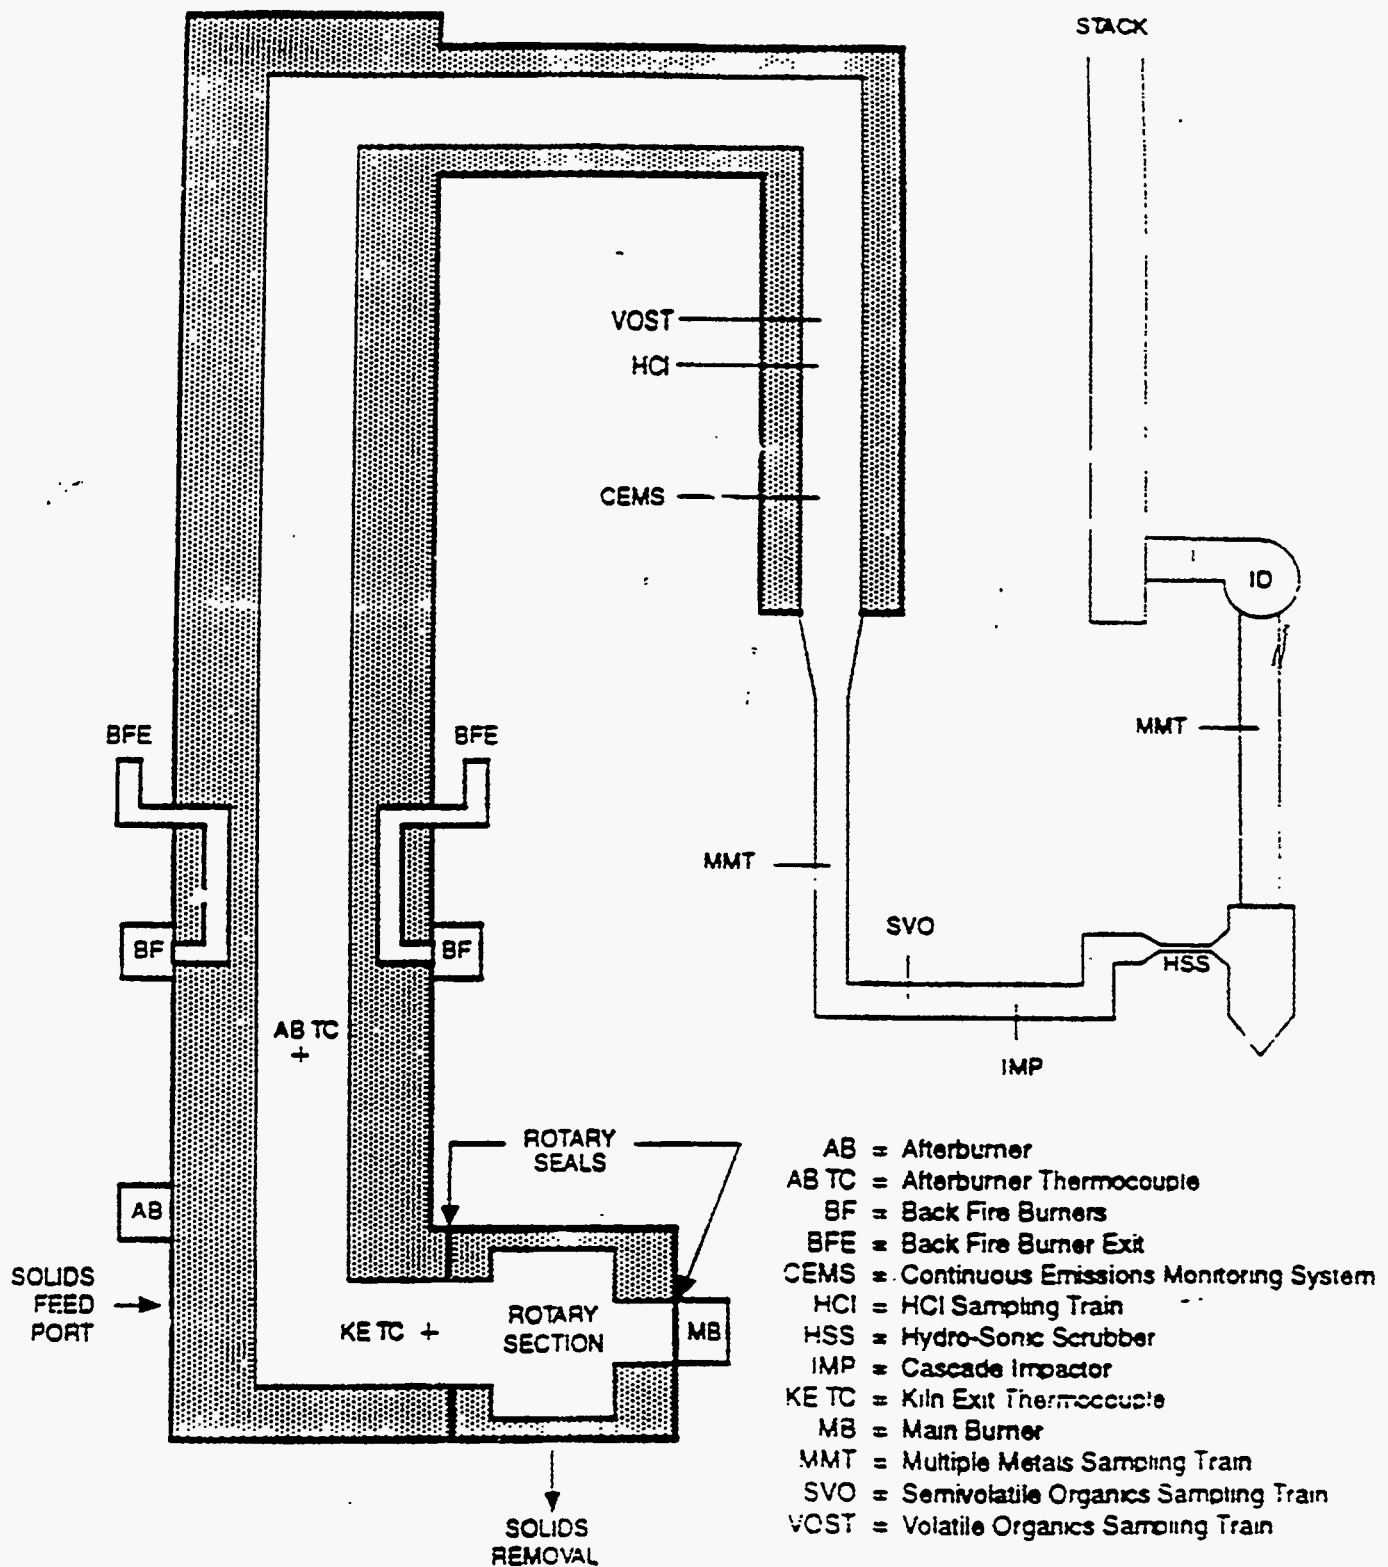 STACK
VOST
HCl
CEMS
ID
BFE
BFE
MMT
MMT
SVO
BF
BF
HSS
AB TC
IMP
ROTARY
SEALS
AB
SOLIDS
FEED
PORT
KE TC
ROTARY
SECTION
MB
SOLIDS
REMOVAL
AB = Afterburner
AB TC = Afterburner Thermocouple
BF = Back Fire Burners
BFE = Back Fire Burner Exit
CEMS = Continuous Emissions Monitoring System
HCl = HCl Sampling Train
HSS = Hydro-Sonic Scrubber
IMP = Cascade Impactor
KE TC = Kiln Exit Thermocouple
MB = Main Burner
MMT = Multiple Metals Sampling Train
SVO = Semivolatile Organics Sampling Train
VOST = Volatile Organics Sampling Train